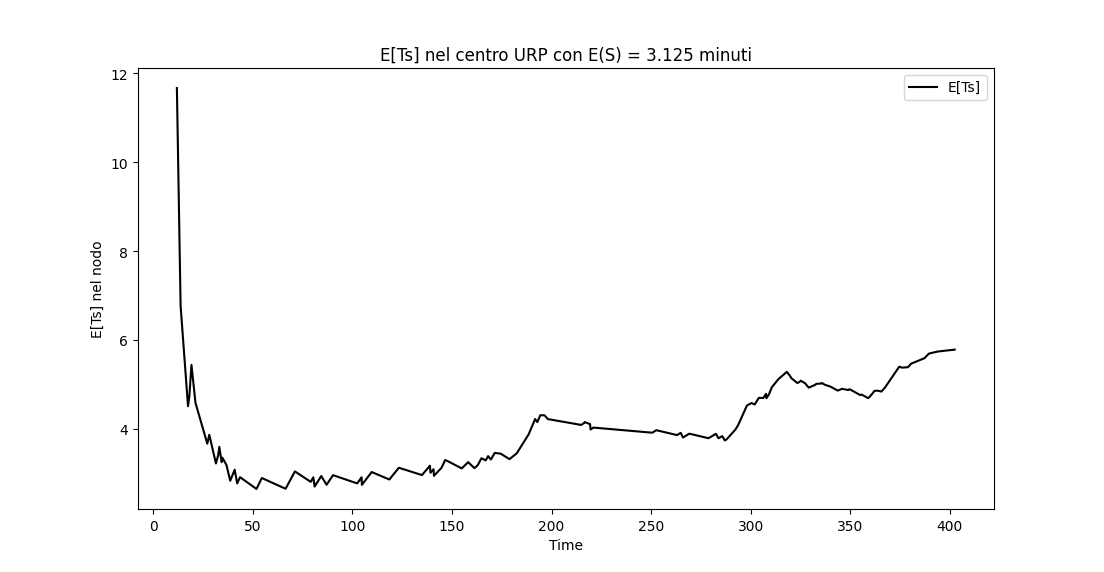 E[Ts] nel centro URP con E(S) = 3.125 minuti
E[Ts]
E[Ts] nel nodo
12
10
8
6
4
0 50 100 150 200 250 300 350 400
Time